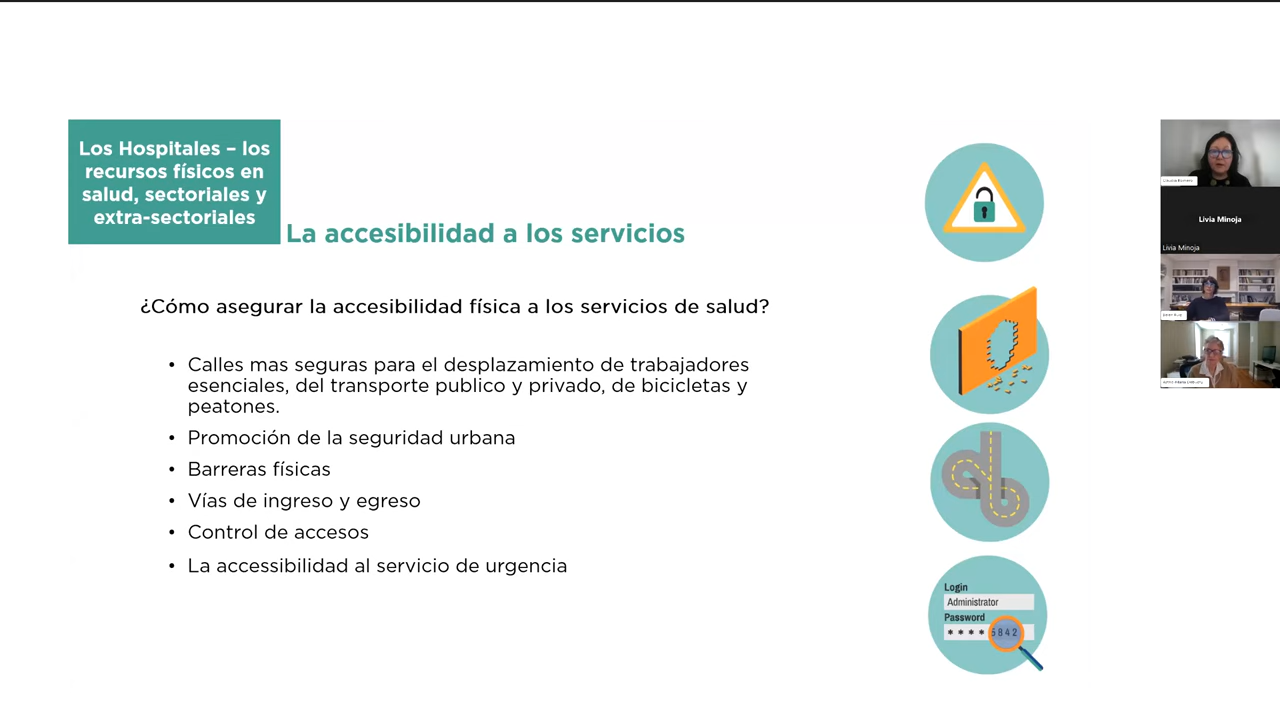 Los Hospitales – los
recursos físicos en
salud, sectoriales y
extra-sectoriales
La accesibilidad a los servicios
¿Cómo asegurar la accesibilidad física a los servicios de salud?
• Calles mas seguras para el desplazamiento de trabajadores
esenciales, del transporte publico y privado, de bicicletas y
peatones.
• Promoción de la seguridad urbana
• Barreras físicas
• Vías de ingreso y egreso
• Control de accesos
• La accessibilidad al servicio de urgencia
Login
Administrator
Password
* * * * 5842
Livia Minoja
Livia Minoja